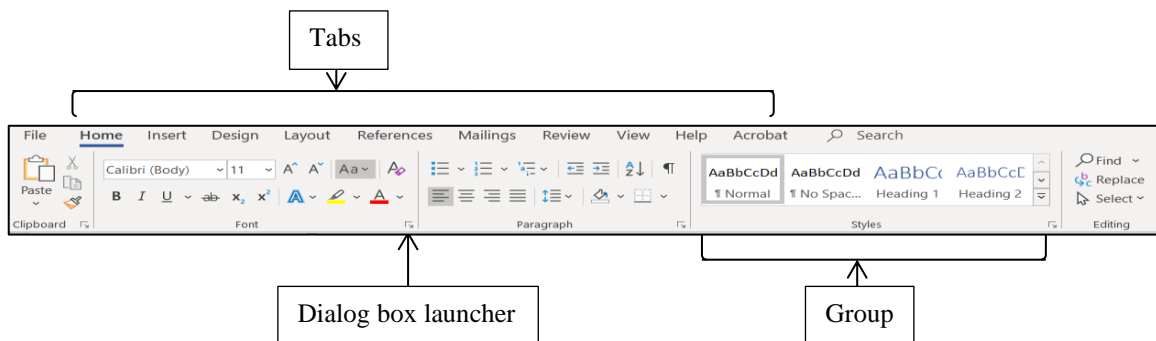 Tabs
File Home Insert Design Layout References Mailings Review View Help Acrobat Search
Calibri (Body) 11 A^ Aˇ Aa A
Paste
B I U ab x₂ x² A A
AaBbCcDd AaBbCcDd AaBbCc AaBbCcE
¶ Normal ¶ No Spac... Heading 1 Heading 2
Find
Replace
Select
Clipboard Font Paragraph Styles Editing
Dialog box launcher Group